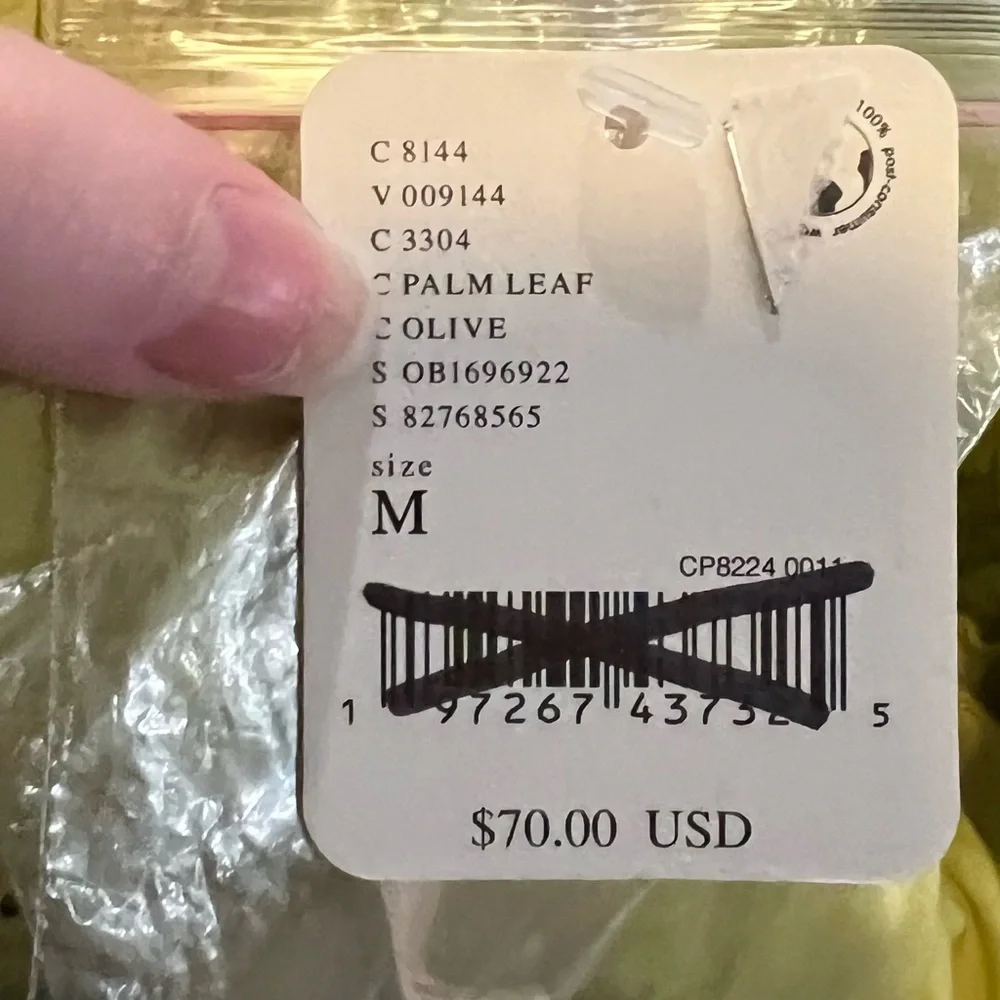 100% post-consumer
C 8144
V 009144
C 3304
C PALM LEAF
C OLIVE
S OB1696922
S 82768565
size
M
CP8224 0011
1 97267 4373 5
$70.00 USD